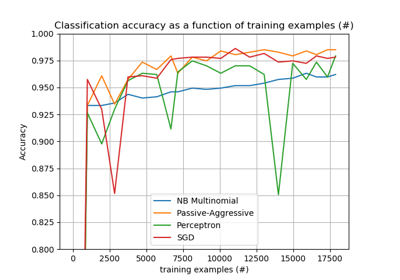 Classification accuracy as a function of training examples (#)
1.000
0.975
0.950
0.925
0.900
0.875
0.850
0.825
0.800
Accuracy
NB Multinomial
Passive-Aggressive
Perceptron
SGD
0 2500 5000 7500 10000 12500 15000 17500
training examples (#)